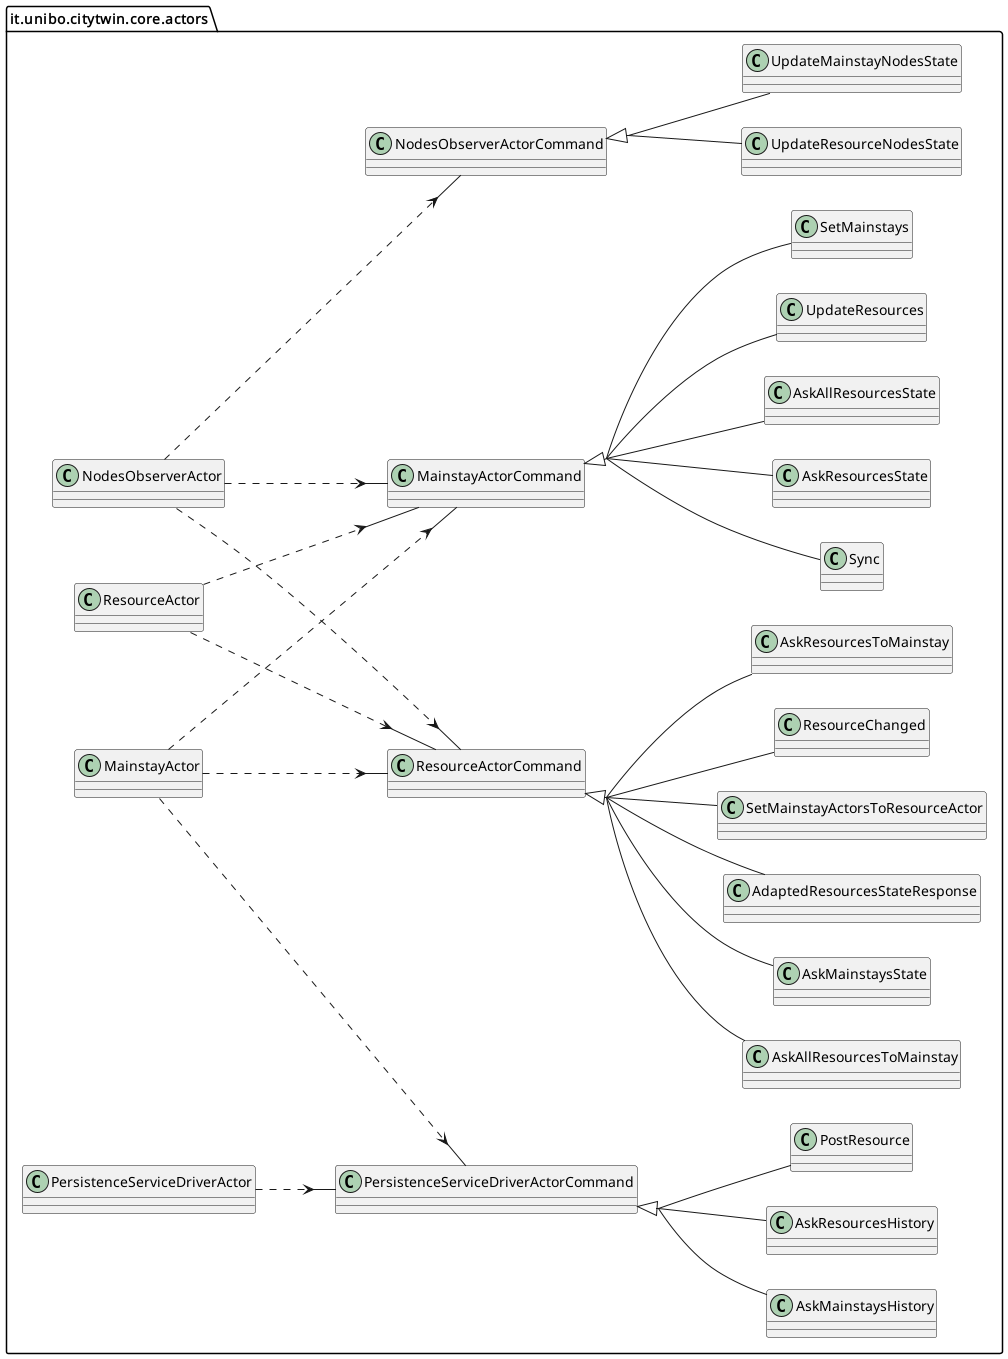 it.unibo.citytwin.core.actors
C UpdateMainstayNodesState
C NodesObserverActorCommand
C UpdateResourceNodesState
C SetMainstays
C UpdateResources
C AskAllResourcesState
C NodesObserverActor
C MainstayActorCommand
C AskResourcesState
C Sync
C ResourceActor
C AskResourcesToMainstay
C ResourceChanged
C MainstayActor
C ResourceActorCommand
C SetMainstayActorsToResourceActor
C AdaptedResourcesStateResponse
C AskMainstaysState
C AskAllResourcesToMainstay
C PostResource
C PersistenceServiceDriverActor
C PersistenceServiceDriverActorCommand
C AskResourcesHistory
C AskMainstaysHistory